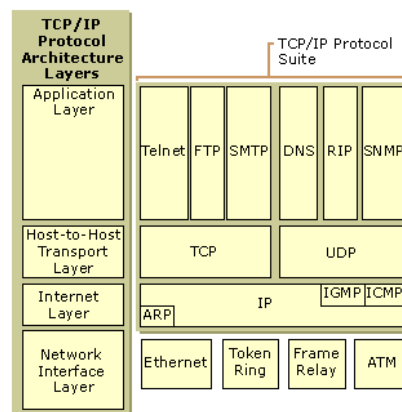 TCP/IP
Protocol
Architecture
Layers
TCP/IP Protocol
Suite
Application
Layer
Telnet FTP SMTP DNS RIP SNMP
Host-to-Host
Transport
Layer
TCP UDP
Internet
Layer
ARP IP IGMP ICMP
Network
Interface
Layer
Ethernet
Token
Ring
Frame
Relay
ATM